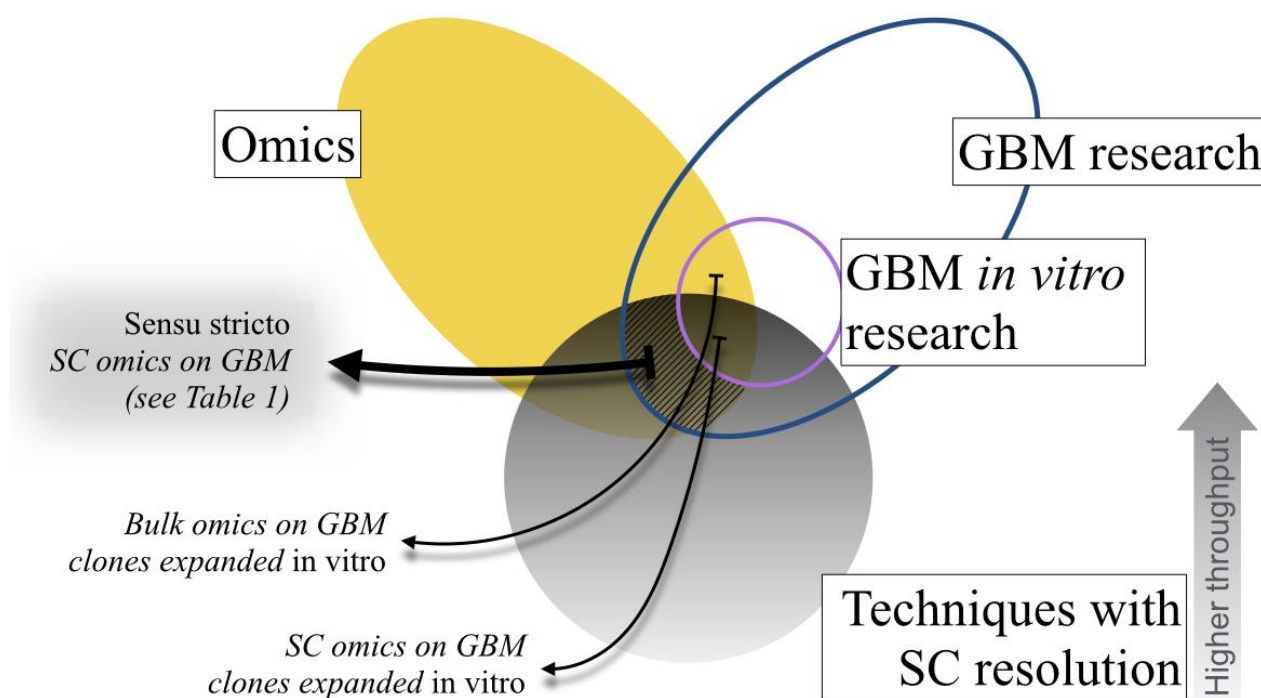 Omics
GBM research
GBM in vitro
research
Sensu stricto
SC omics on GBM
(see Table 1)
Bulk omics on GBM
clones expanded in vitro
SC omics on GBM
clones expanded in vitro
Techniques with
SC resolution
Higher throughput